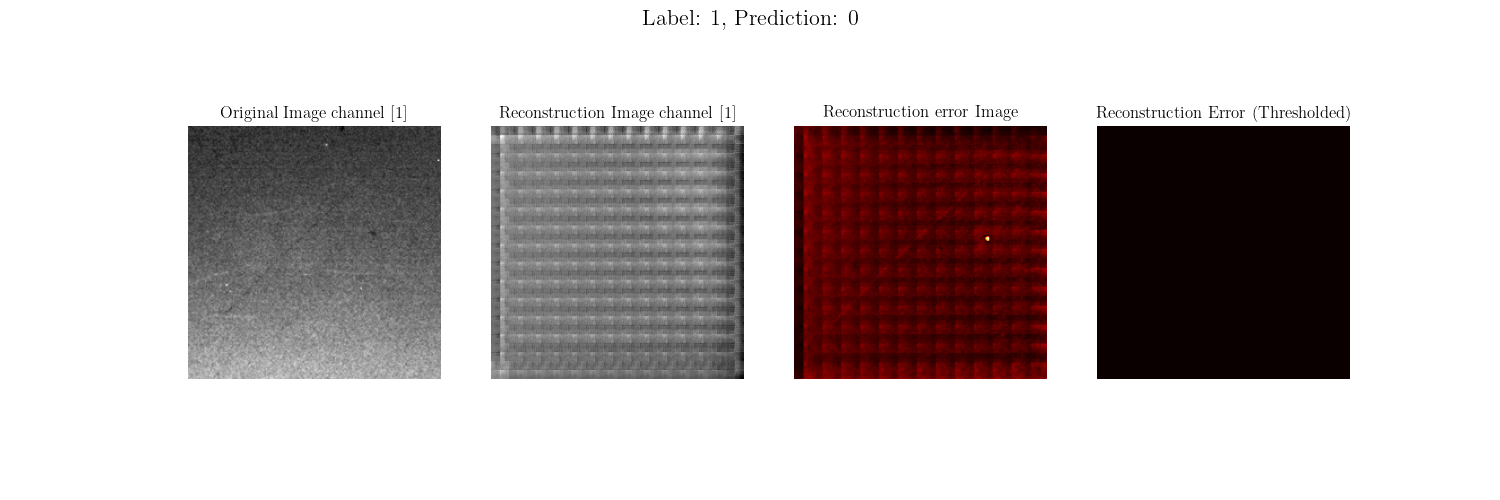 Label: 1, Prediction: 0
Original Image channel [1]
Reconstruction Image channel [1]
Reconstruction error Image
Reconstruction Error (Thresholded)